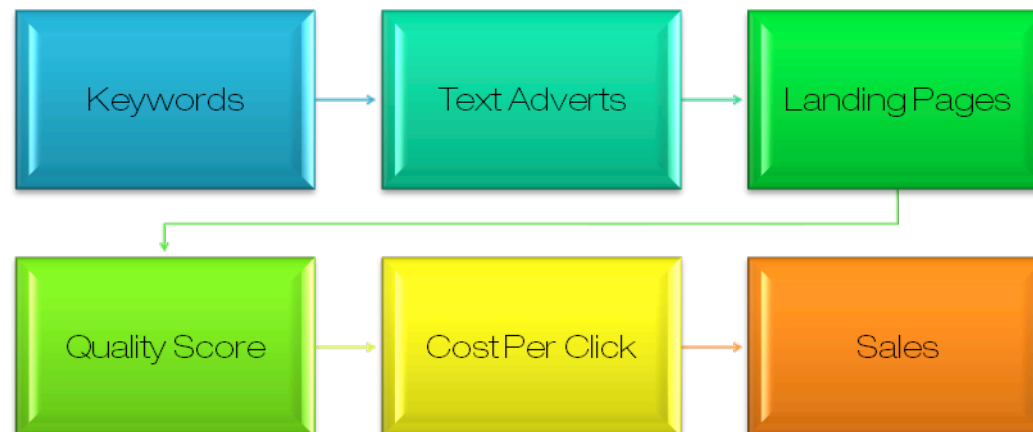 Keywords
Text Adverts
Landing Pages
Quality Score
Cost Per Click
Sales